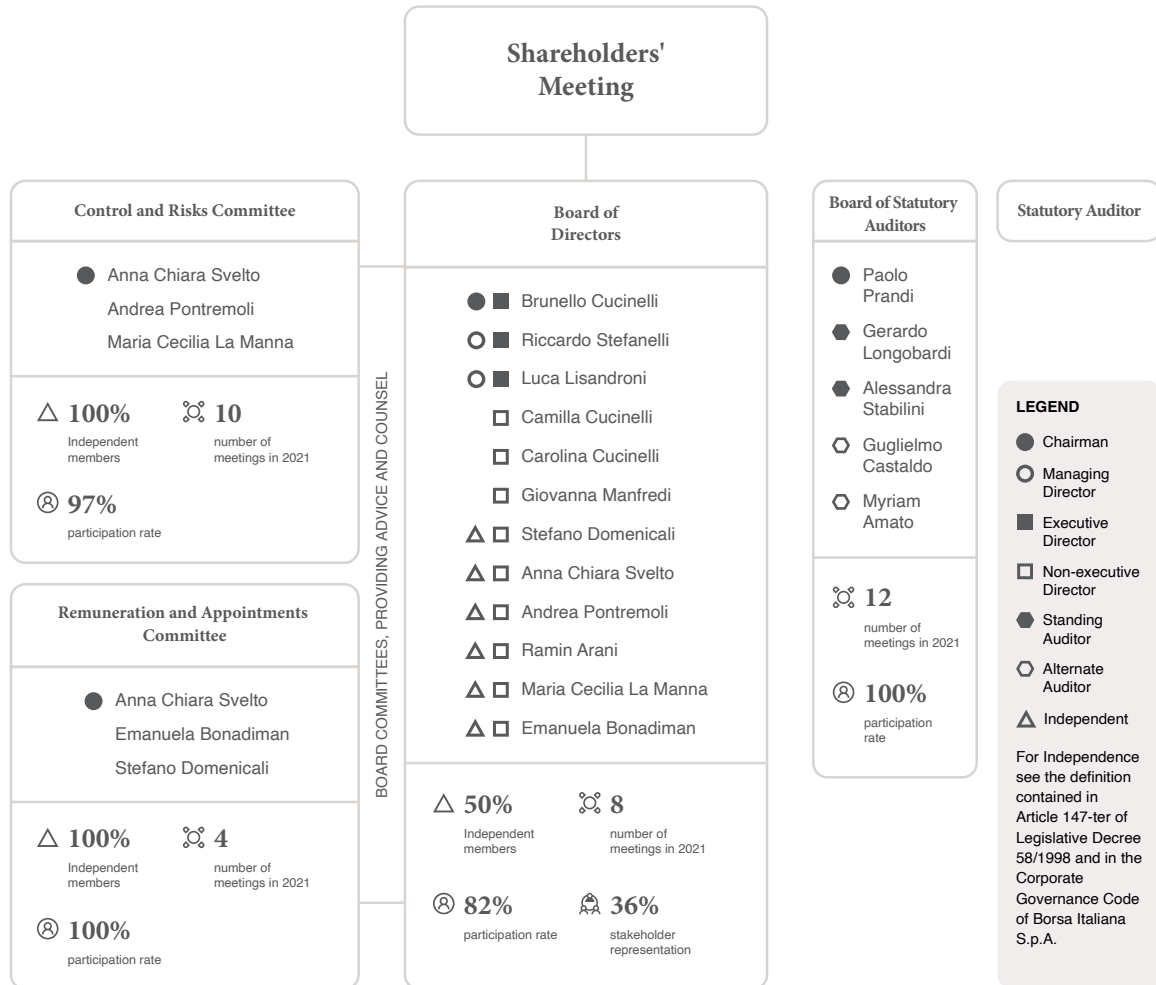 Shareholders'
Meeting
Control and Risks Committee
Anna Chiara Svelto
Andrea Pontremoli
Maria Cecilia La Manna
100%
Independent
members
10
number of
meetings in 2021
97%
participation rate
Remuneration and Appointments
Committee
Anna Chiara Svelto
Emanuela Bonadiman
Stefano Domenicali
100%
Independent
members
4
number of
meetings in 2021
100%
participation rate
BOARD COMMITTEES, PROVIDING ADVICE AND COUNSEL
Board of
Directors
Brunello Cucinelli
Riccardo Stefanelli
Luca Lisandroni
Camilla Cucinelli
Carolina Cucinelli
Giovanna Manfredi
Stefano Domenicali
Anna Chiara Svelto
Andrea Pontremoli
Ramin Arani
Maria Cecilia La Manna
Emanuela Bonadiman
50%
Independent
members
8
number of
meetings in 2021
82%
participation rate
36%
stakeholder
representation
Board of Statutory
Auditors
Paolo
Prandi
Gerardo
Longobardi
Alessandra
Stabilini
Guglielmo
Castaldo
Myriam
Amato
12
number of
meetings in 2021
100%
participation
rate
Statutory Auditor
LEGEND
Chairman
Managing
Director
Executive
Director
Non-executive
Director
Standing
Auditor
Alternate
Auditor
Independent
For Independence
see the definition
contained in
Article 147-ter of
Legislative Decree
58/1998 and in the
Corporate
Governance Code
of Borsa Italiana
S.p.A.